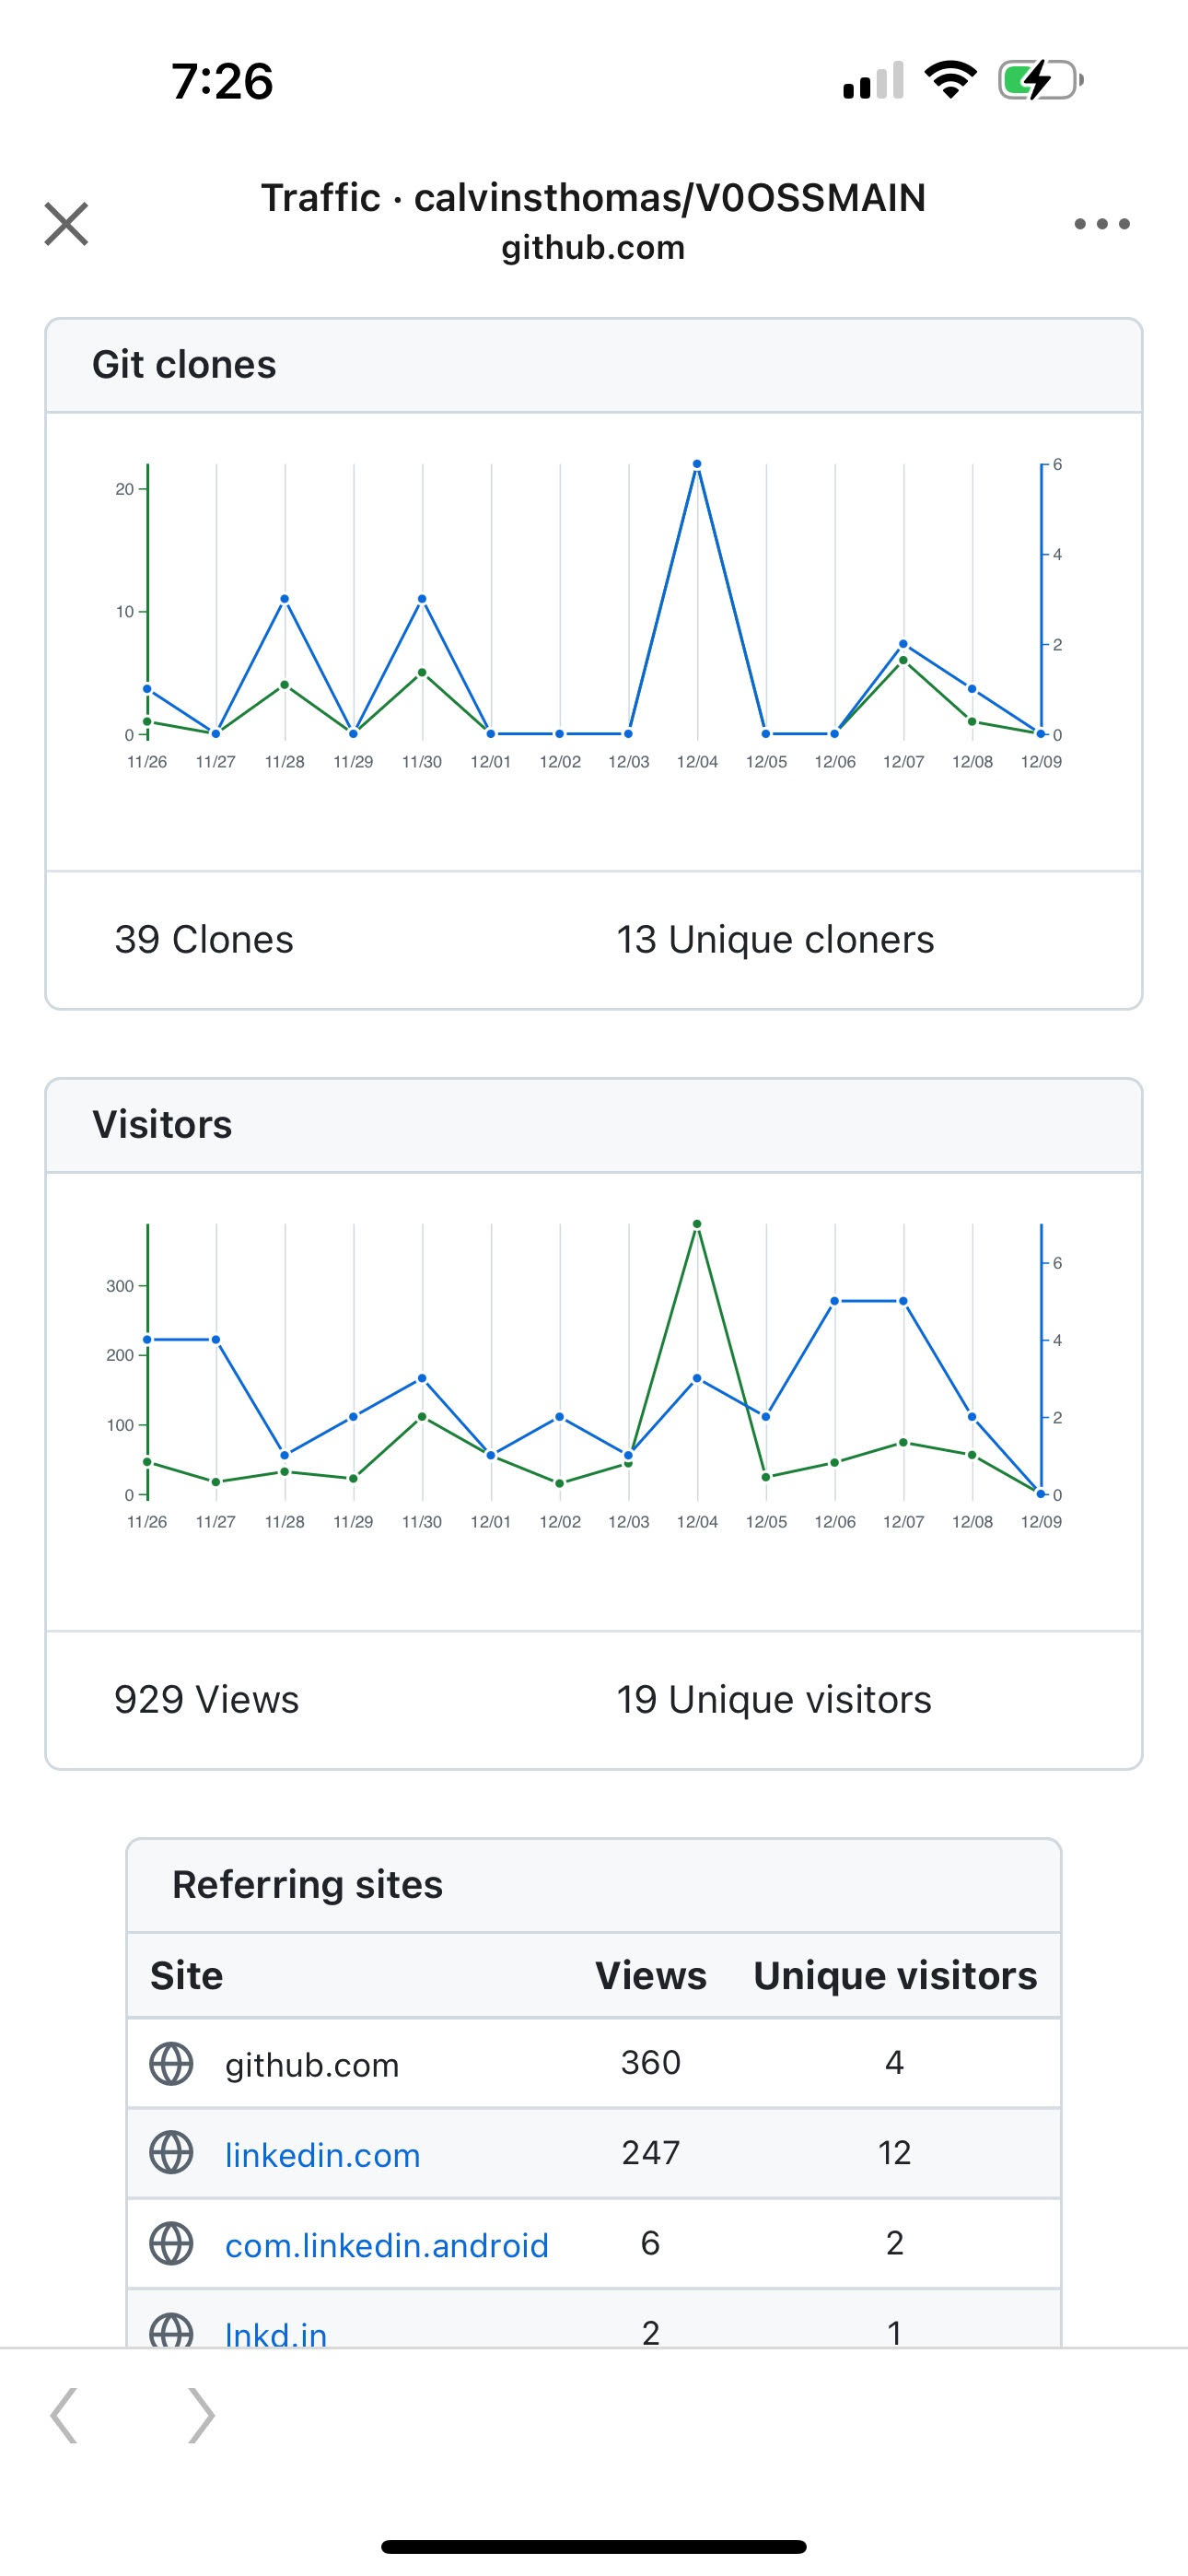 7:26
Traffic · calvinsthomas/V0OSSMAIN
github.com
Git clones
20
10
0
6
4
2
0
11/26 11/27 11/28 11/29 11/30 12/01 12/02 12/03 12/04 12/05 12/06 12/07 12/08 12/09
39 Clones 13 Unique cloners
Visitors
300
200
100
0
6
4
2
0
11/26 11/27 11/28 11/29 11/30 12/01 12/02 12/03 12/04 12/05 12/06 12/07 12/08 12/09
929 Views 19 Unique visitors
Referring sites
Site Views Unique visitors
github.com 360 4
linkedin.com 247 12
com.linkedin.android 6 2
lnkd.in 2 1